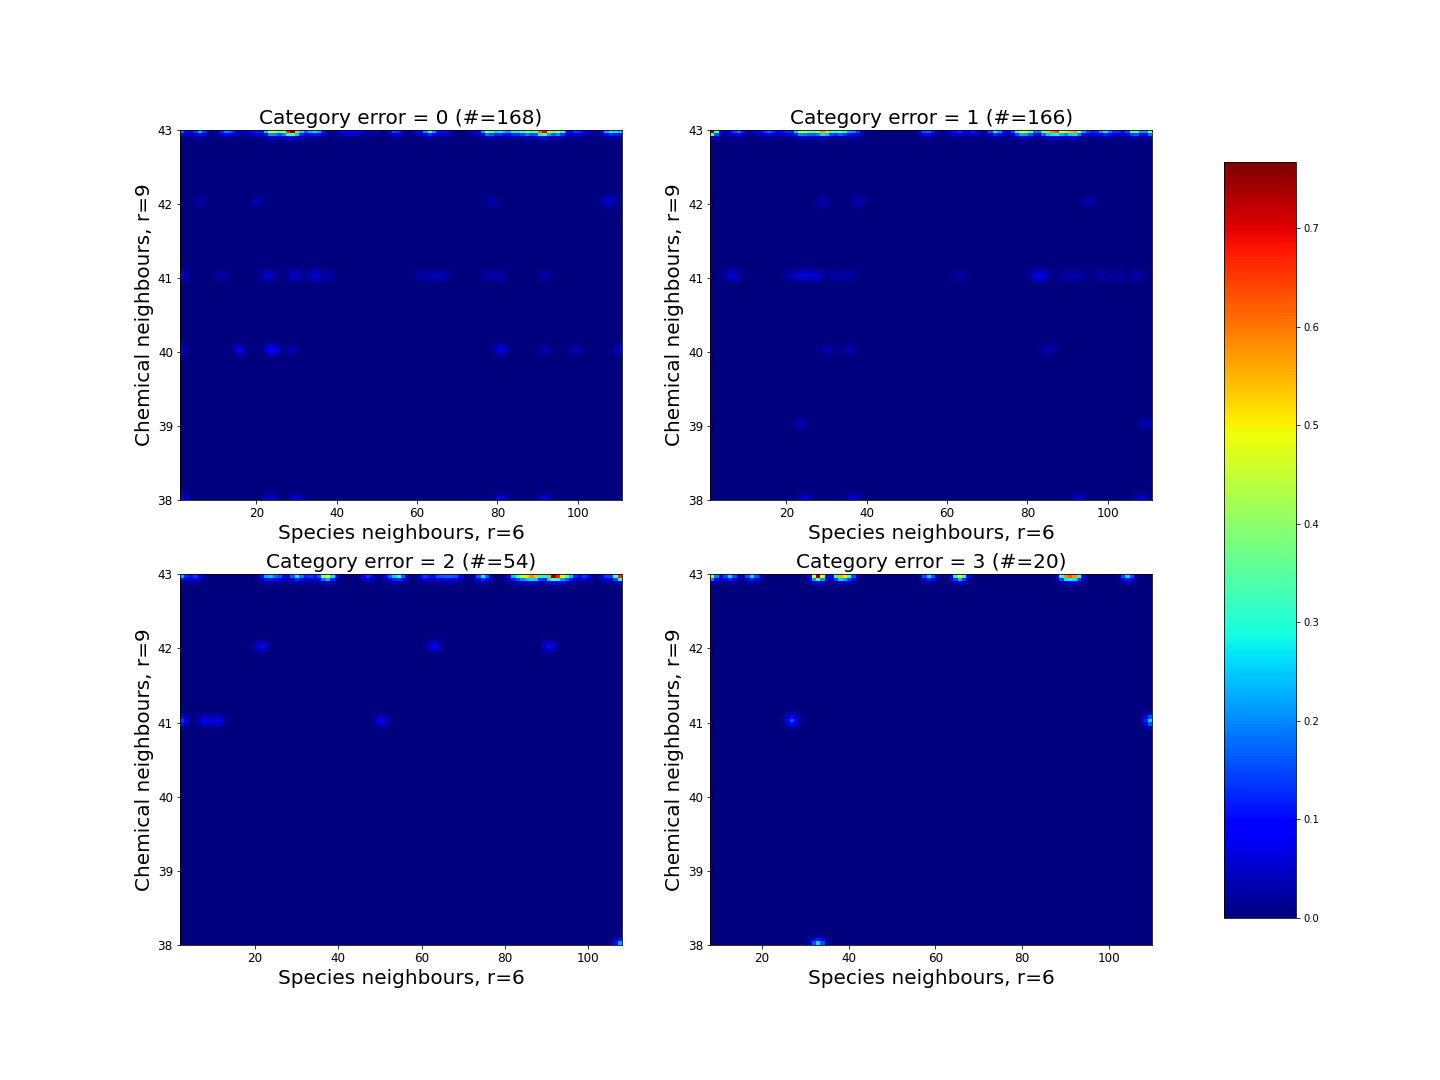 Category error = 0 (#=168)
43
42
41
40
39
38
Chemical neighbours, r=9
20 40 60 80 100
Species neighbours, r=6
Category error = 1 (#=166)
43
42
41
40
39
38
Chemical neighbours, r=9
20 40 60 80 100
Species neighbours, r=6
Category error = 2 (#=54)
43
42
41
40
39
38
Chemical neighbours, r=9
20 40 60 80 100
Species neighbours, r=6
Category error = 3 (#=20)
43
42
41
40
39
38
Chemical neighbours, r=9
20 40 60 80 100
Species neighbours, r=6
0.7
0.6
0.5
0.4
0.3
0.2
0.1
0.0